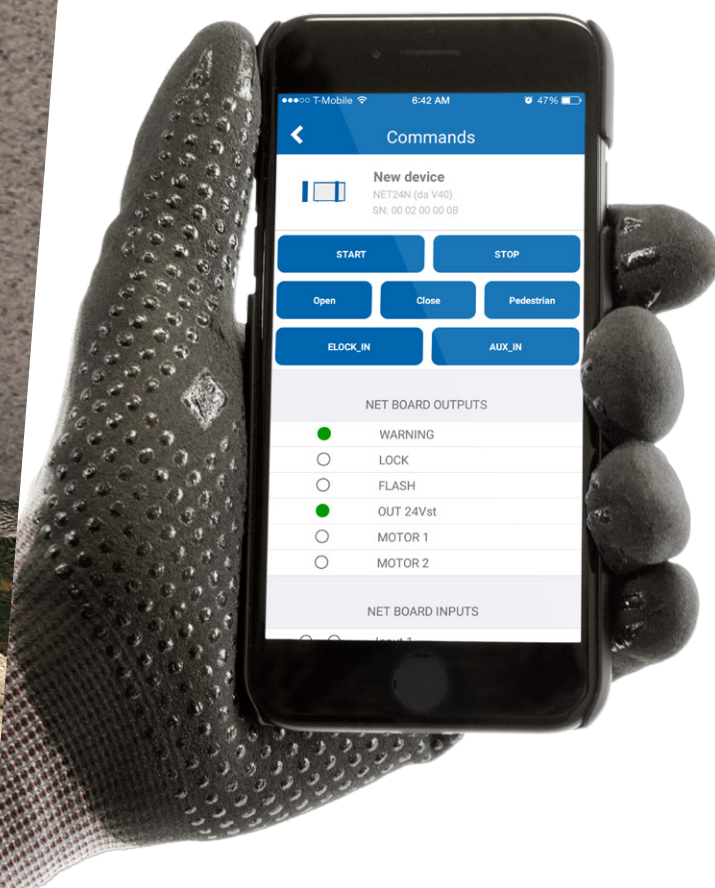 T-Mobile 6:42 AM 47%
Commands
New device
NET24N (da V40)
SN: 00 02 00 00 0B
START STOP
Open Close Pedestrian
ELOCK_IN AUX_IN
NET BOARD OUTPUTS
WARNING
LOCK
FLASH
OUT 24Vst
MOTOR 1
MOTOR 2
NET BOARD INPUTS
Input 1